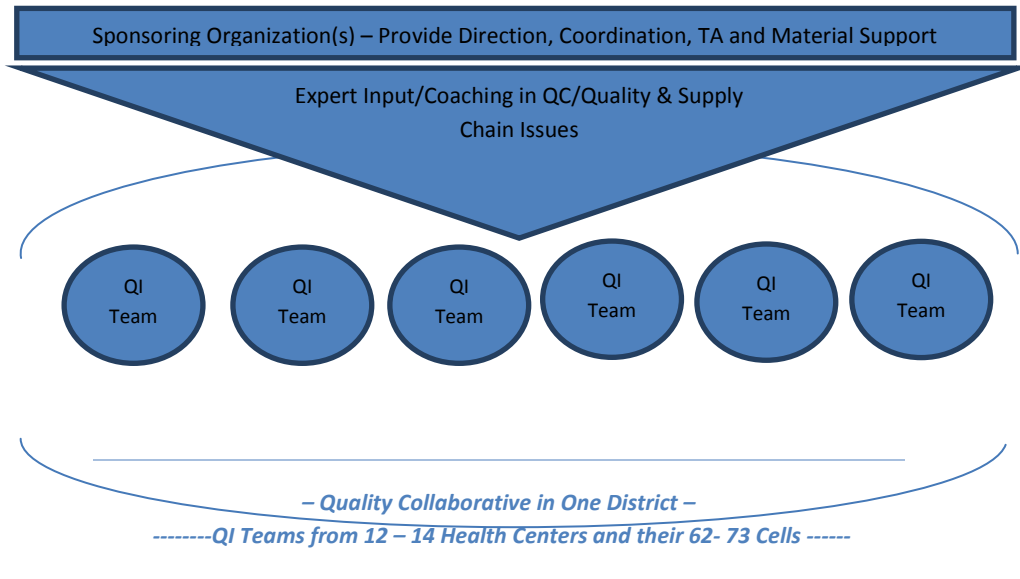 Sponsoring Organization(s) – Provide Direction, Coordination, TA and Material Support
Expert Input/Coaching in QC/Quality & Supply
Chain Issues
QI
Team
QI
Team
QI
Team
QI
Team
QI
Team
QI
Team
– Quality Collaborative in One District –
--------QI Teams from 12 – 14 Health Centers and their 62- 73 Cells ------